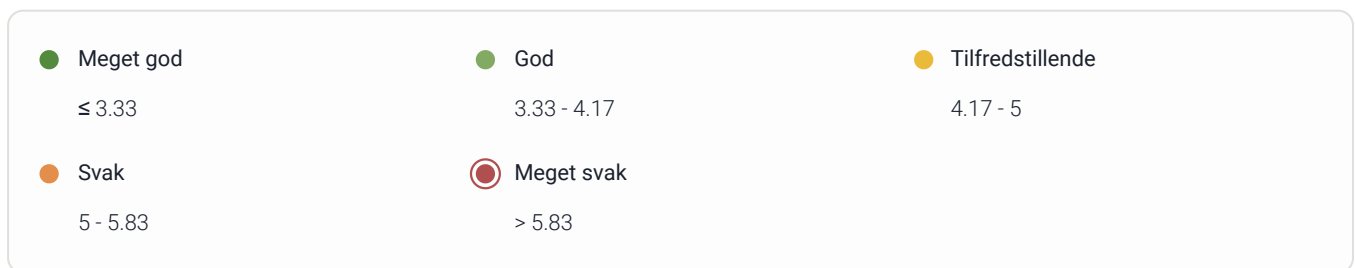 Meget god
God
Tilfredstillende
≤ 3.33
3.33 - 4.17
4.17 - 5
Svak
Meget svak
5 - 5.83
> 5.83